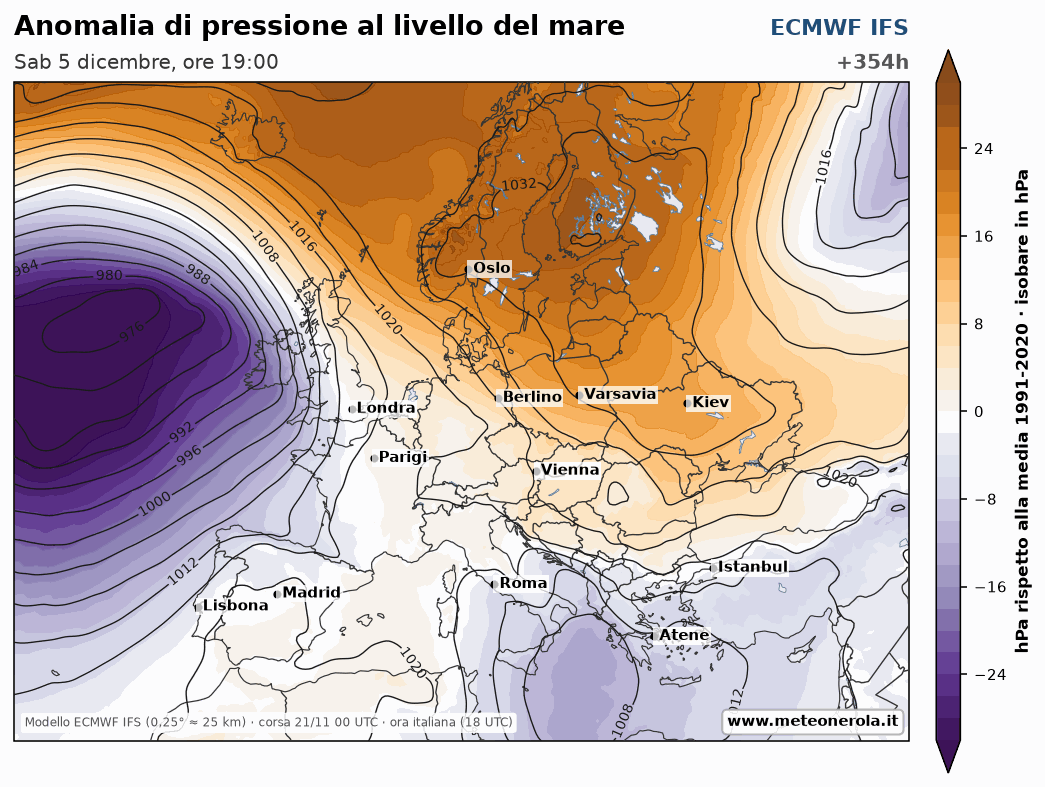 Anomalia di pressione al livello del mare
ECMWF IFS
Sab 5 dicembre, ore 19:00
+354h
1016
1032
1016
1008
984
980
988
976
1020
Oslo
Berlino
Varsavia
Kiev
Londra
992
996
Parigi
Vienna
1020
1000
1012
Istanbul
Roma
Madrid
Lisbona
Atene
1020
1008
1012
Modello ECMWF IFS (0,25° ≈ 25 km) · corsa 21/11 00 UTC · ora italiana (18 UTC)
www.meteonerola.it
24
16
8
0
−8
−16
−24
hPa rispetto alla media 1991-2020 · isobare in hPa